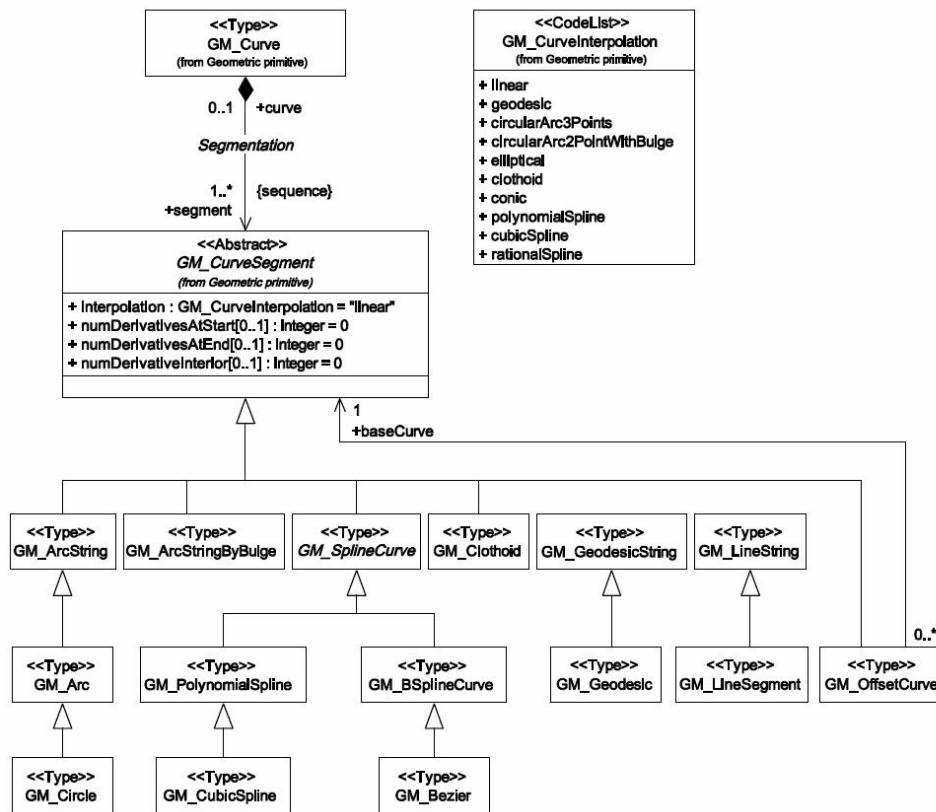 <<Type>>
GM_Curve
(from Geometric primitive)
<<CodeList>>
GM_CurveInterpolation
(from Geometric primitive)
+ linear
+ geodesic
+ circularArc3Points
+ circularArc2PointWithBulge
+ elliptical
+ clothoid
+ conic
+ polynomialSpline
+ cubicSpline
+ rationalSpline
0..1 +curve
Segmentation
1..* {sequence}
+segment
<<Abstract>>
GM_CurveSegment
(from Geometric primitive)
+ Interpolation : GM_CurveInterpolation = "linear"
+ numDerivativesAtStart[0..1] : Integer = 0
+ numDerivativesAtEnd[0..1] : Integer = 0
+ numDerivativeInterior[0..1] : Integer = 0
1
+baseCurve
<<Type>>
GM_ArcString
<<Type>>
GM_ArcStringByBulge
<<Type>>
GM_SplineCurve
<<Type>>
GM_Clothoid
<<Type>>
GM_GeodesicString
<<Type>>
GM_LineString
0..*
<<Type>>
GM_Arc
<<Type>>
GM_PolynomialSpline
<<Type>>
GM_BSplineCurve
<<Type>>
GM_Geodesic
<<Type>>
GM_LineSegment
<<Type>>
GM_OffsetCurve
<<Type>>
GM_Circle
<<Type>>
GM_CubicSpline
<<Type>>
GM_Bezier